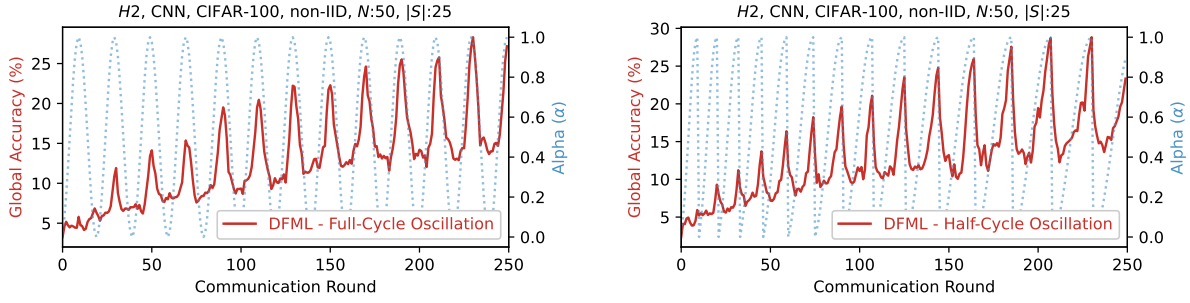 H2, CNN, CIFAR-100, non-IID, N:50, |S|:25
Global Accuracy (%)
25
20
15
10
5
1.0
0.8
0.6
0.4
0.2
0.0
Alpha (α)
DFML - Full-Cycle Oscillation
0 50 100 150 200 250
Communication Round
H2, CNN, CIFAR-100, non-IID, N:50, |S|:25
Global Accuracy (%)
30
25
20
15
10
5
1.0
0.8
0.6
0.4
0.2
0.0
Alpha (α)
DFML - Half-Cycle Oscillation
0 50 100 150 200 250
Communication Round